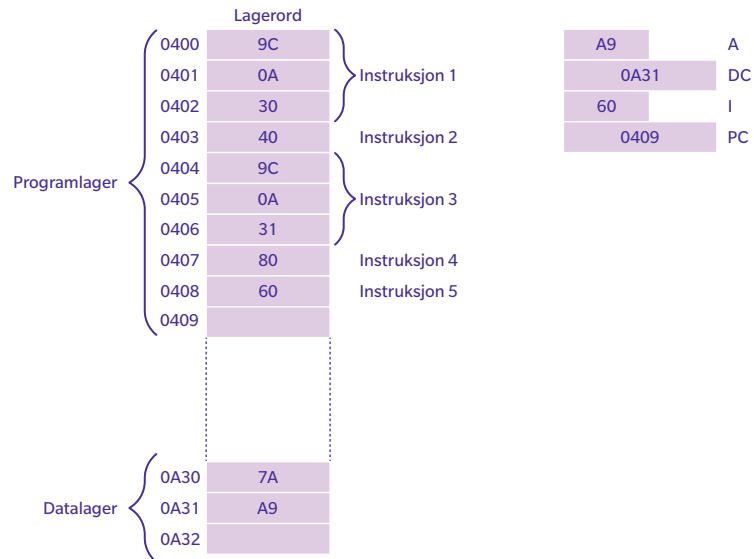 Lagerord
0400 9C A9 A
0401 0A Instruksjon 1 0A31 DC
0402 30 60 I
0403 40 Instruksjon 2 0409 PC
0404 9C
Programlager 0405 0A Instruksjon 3
0406 31
0407 80 Instruksjon 4
0408 60 Instruksjon 5
0409
0A30 7A
Datalager 0A31 A9
0A32